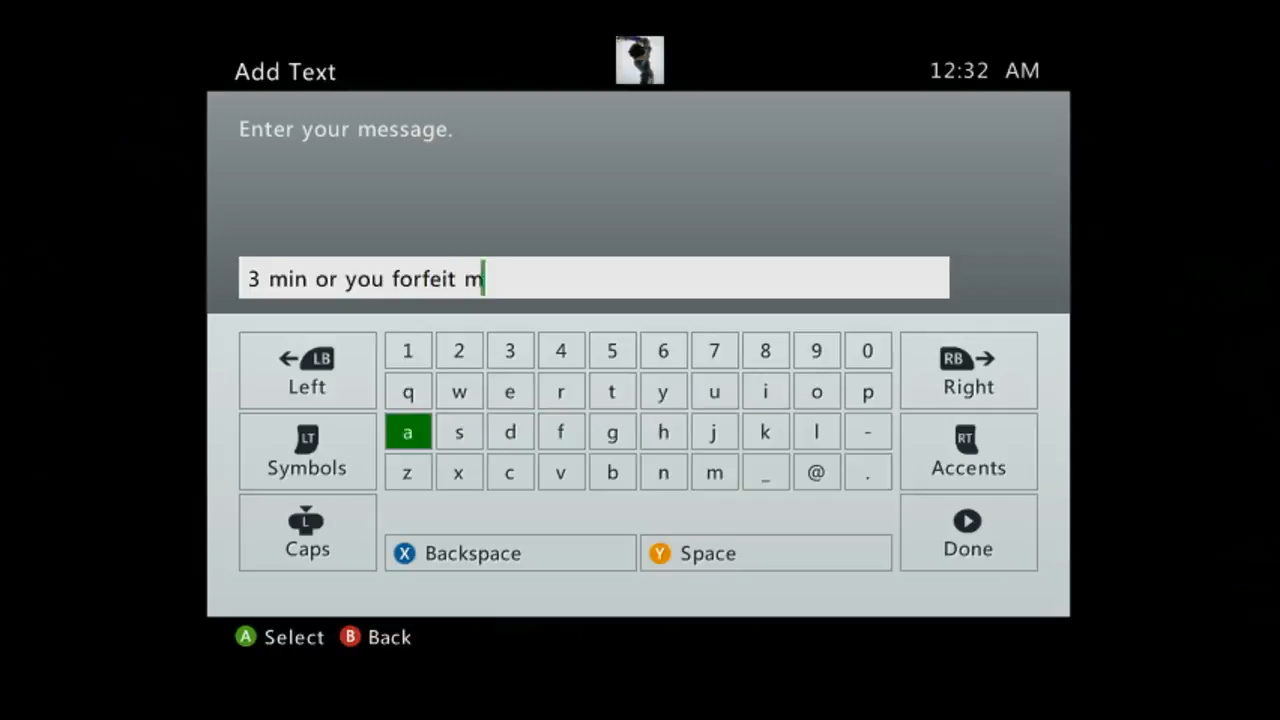 Add Text
12:32 AM
Enter your message.
3 min or you forfeit m
LB
Left
1 2 3 4 5 6 7 8 9 0
RB
Right
q w e r t y u i o p
LT
Symbols
a s d f g h j k l -
RT
Accents
z x c v b n m _ @ .
L
Caps
X Backspace
Y Space
Done
A Select B Back